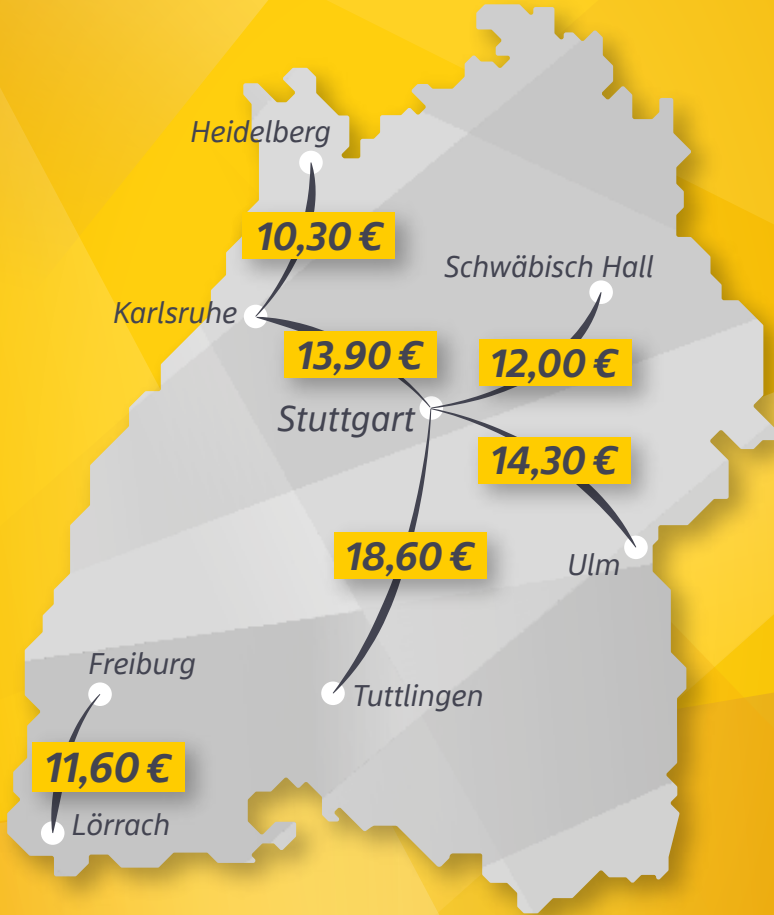 Heidelberg
10,30 €
Schwäbisch Hall
Karlsruhe
13,90 €
12,00 €
Stuttgart
14,30 €
18,60 €
Ulm
Freiburg
Tuttlingen
11,60 €
Lörrach